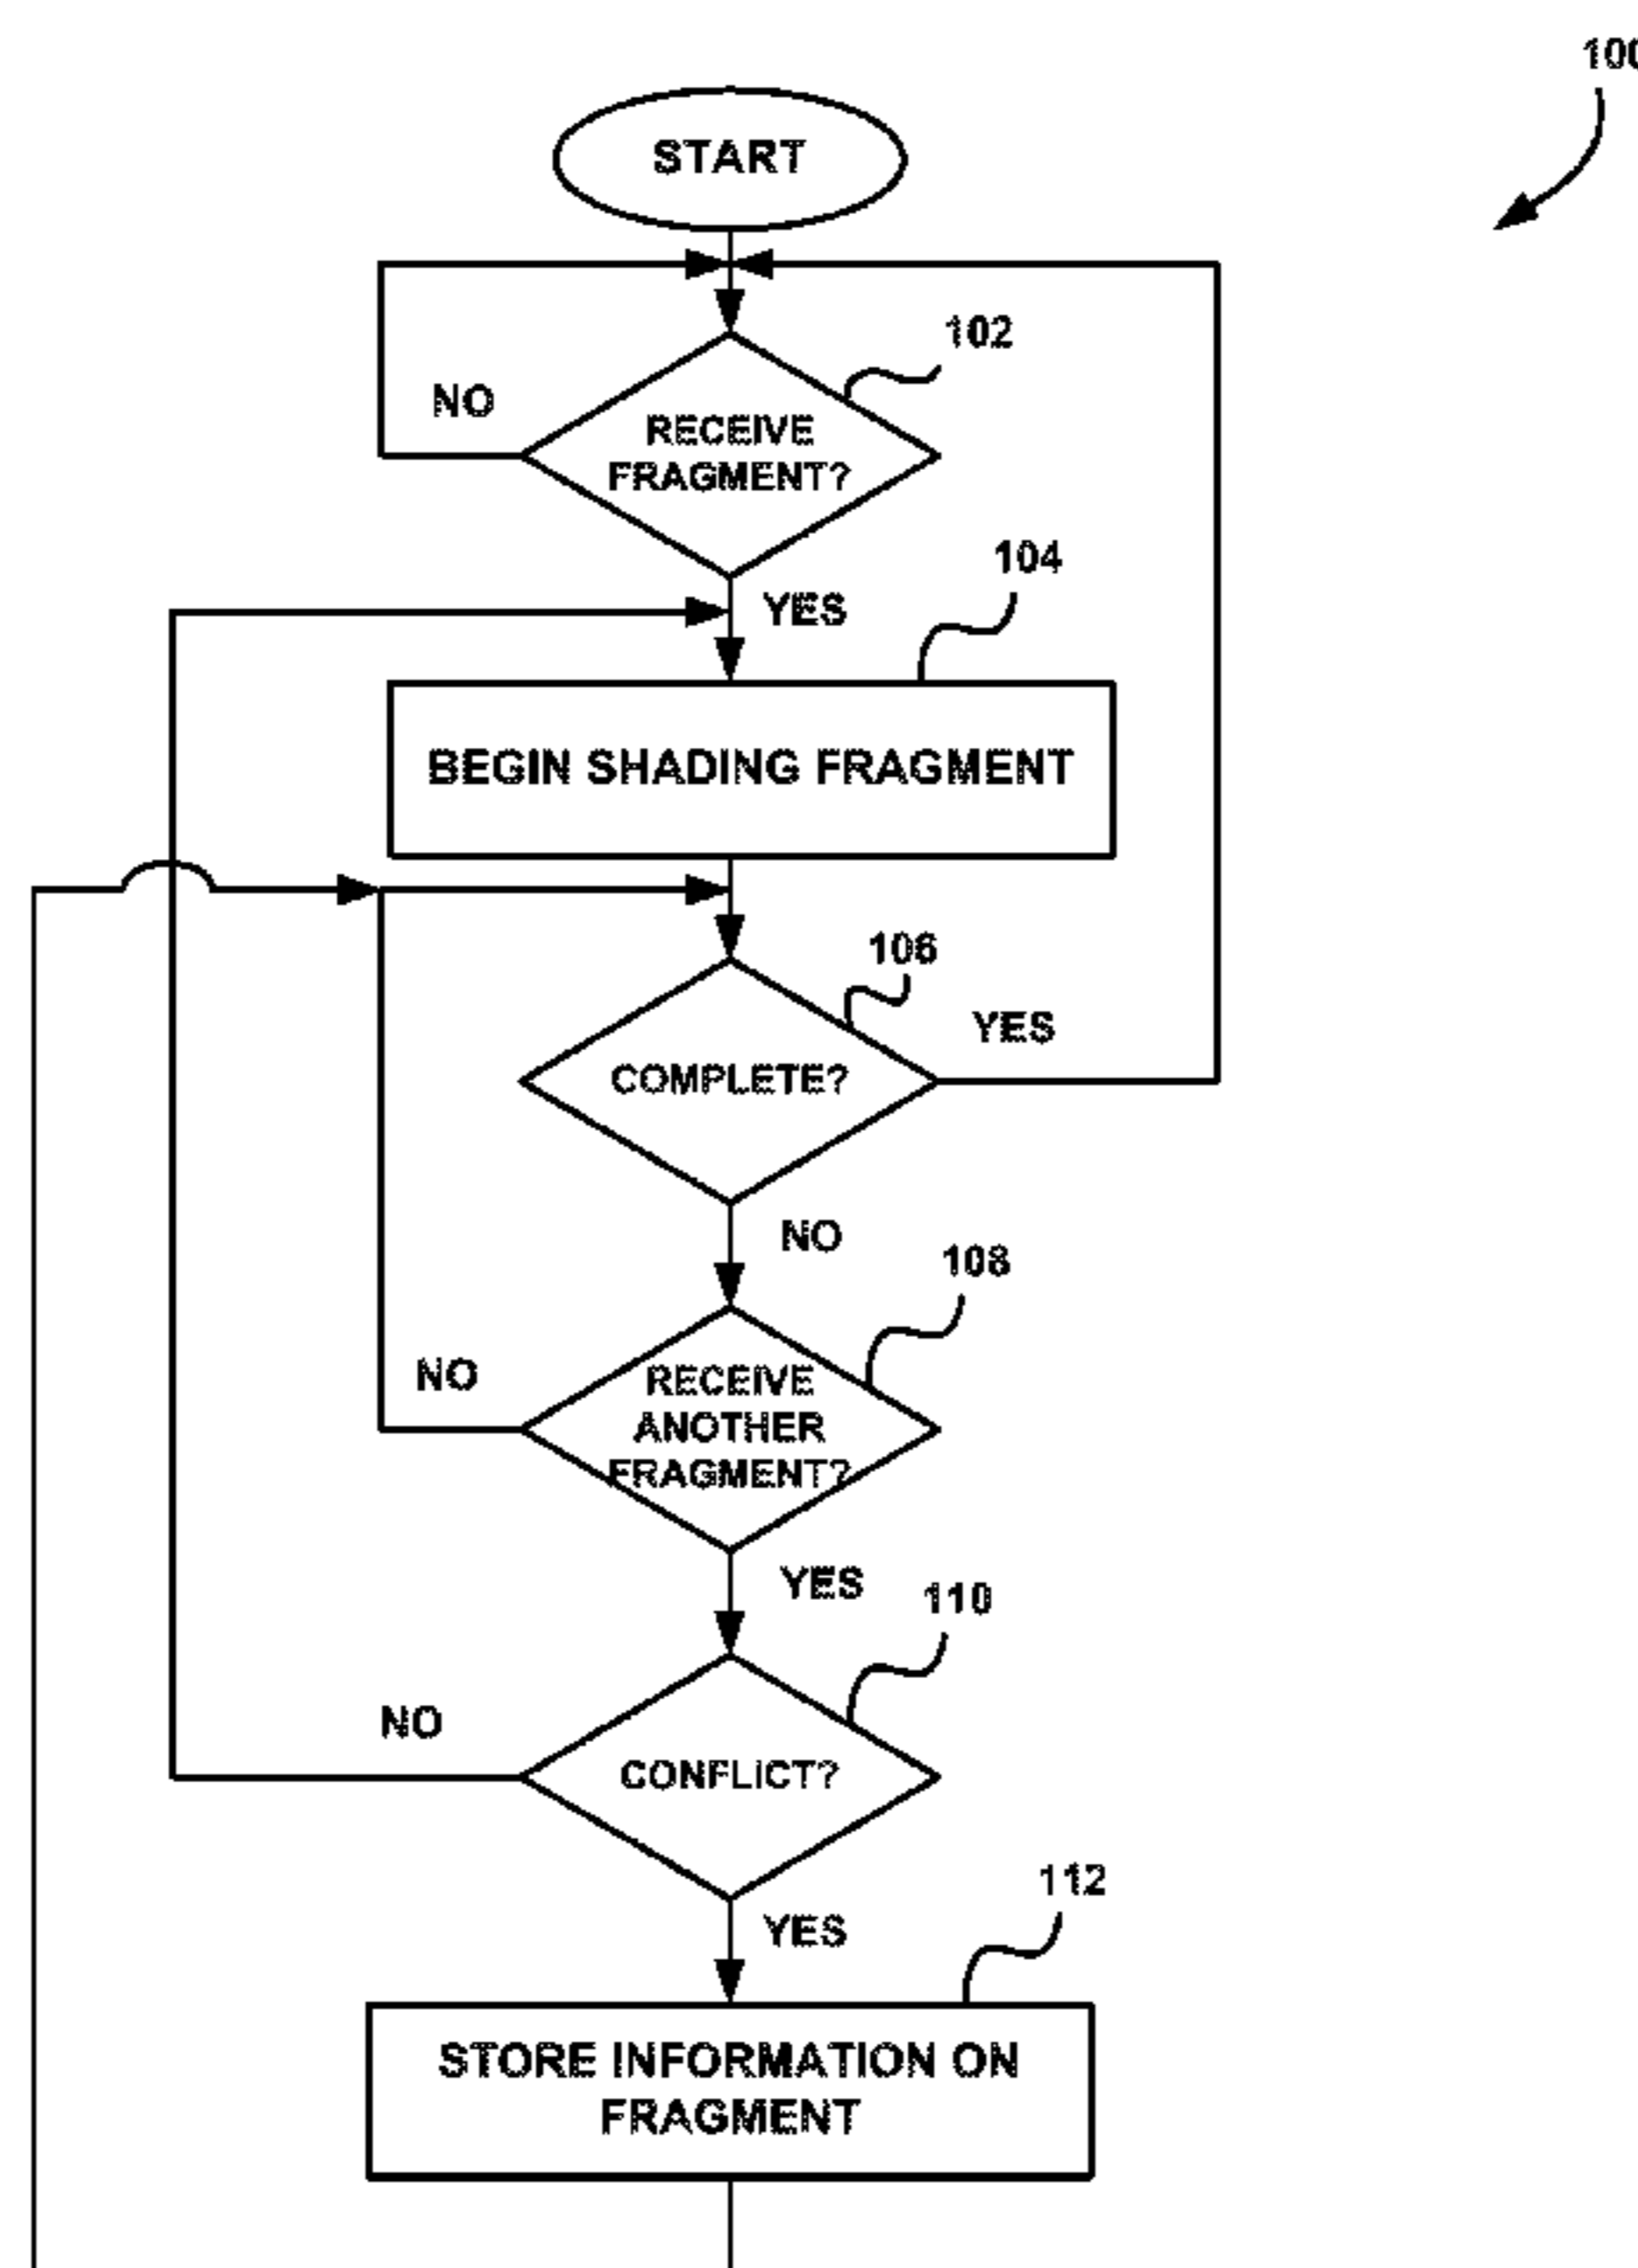 100
START
102
NO
RECEIVE
FRAGMENT?
104
YES
BEGIN SHADING FRAGMENT
106
YES
COMPLETE?
NO
108
NO
RECEIVE
ANOTHER
FRAGMENT?
YES
110
NO
CONFLICT?
112
YES
STORE INFORMATION ON
FRAGMENT